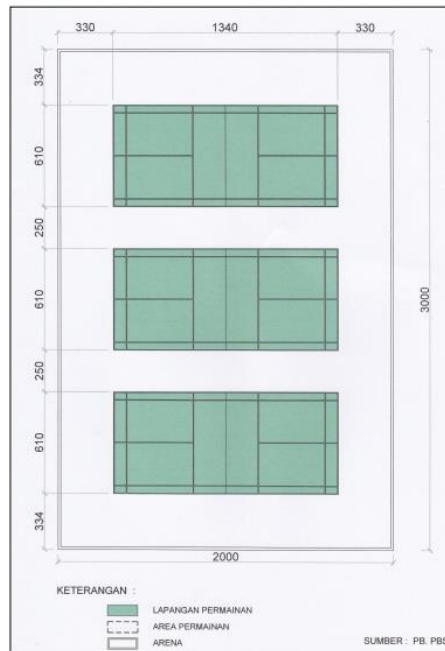 330 1340 330
334
610
250
610
250
610
334
3000
2000
KETERANGAN :
LAPANGAN PERMAINAN
AREA PERMAINAN
ARENA
SUMBER : PB. PBSI